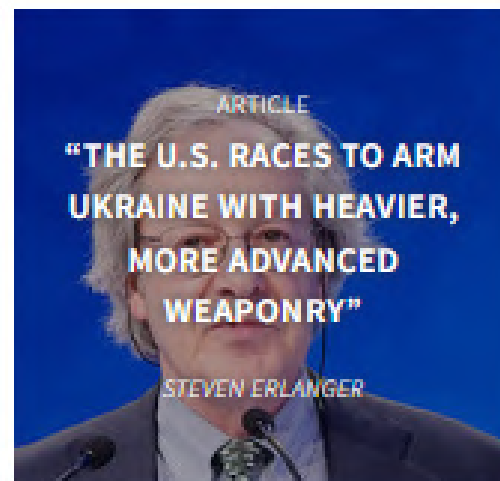 ARTICLE
“THE U.S. RACES TO ARM
UKRAINE WITH HEAVIER,
MORE ADVANCED
WEAPONRY”
STEVEN ERLANGER